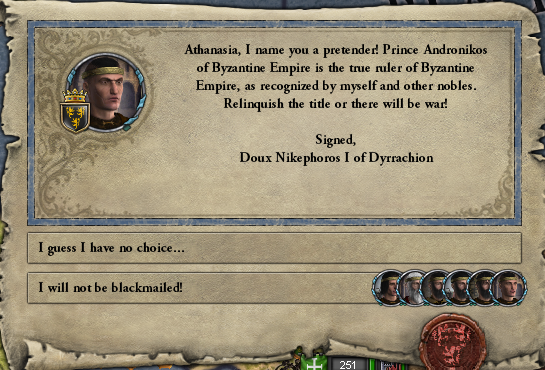 Athanasia, I name you a pretender! Prince Andronikos
of Byzantine Empire is the true ruler of Byzantine
Empire, as recognized by myself and other nobles.
Relinquish the title or there will be war!
Signed,
Doux Nikephoros I of Dyrrachion
I guess I have no choice...
I will not be blackmailed!
251